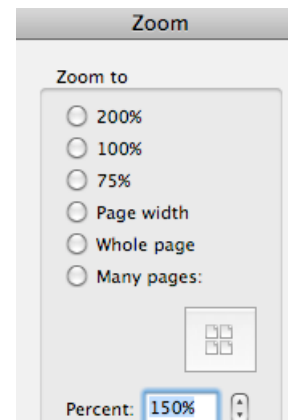 Zoom
Zoom to
200%
100%
75%
Page width
Whole page
Many pages:
Percent: 150%